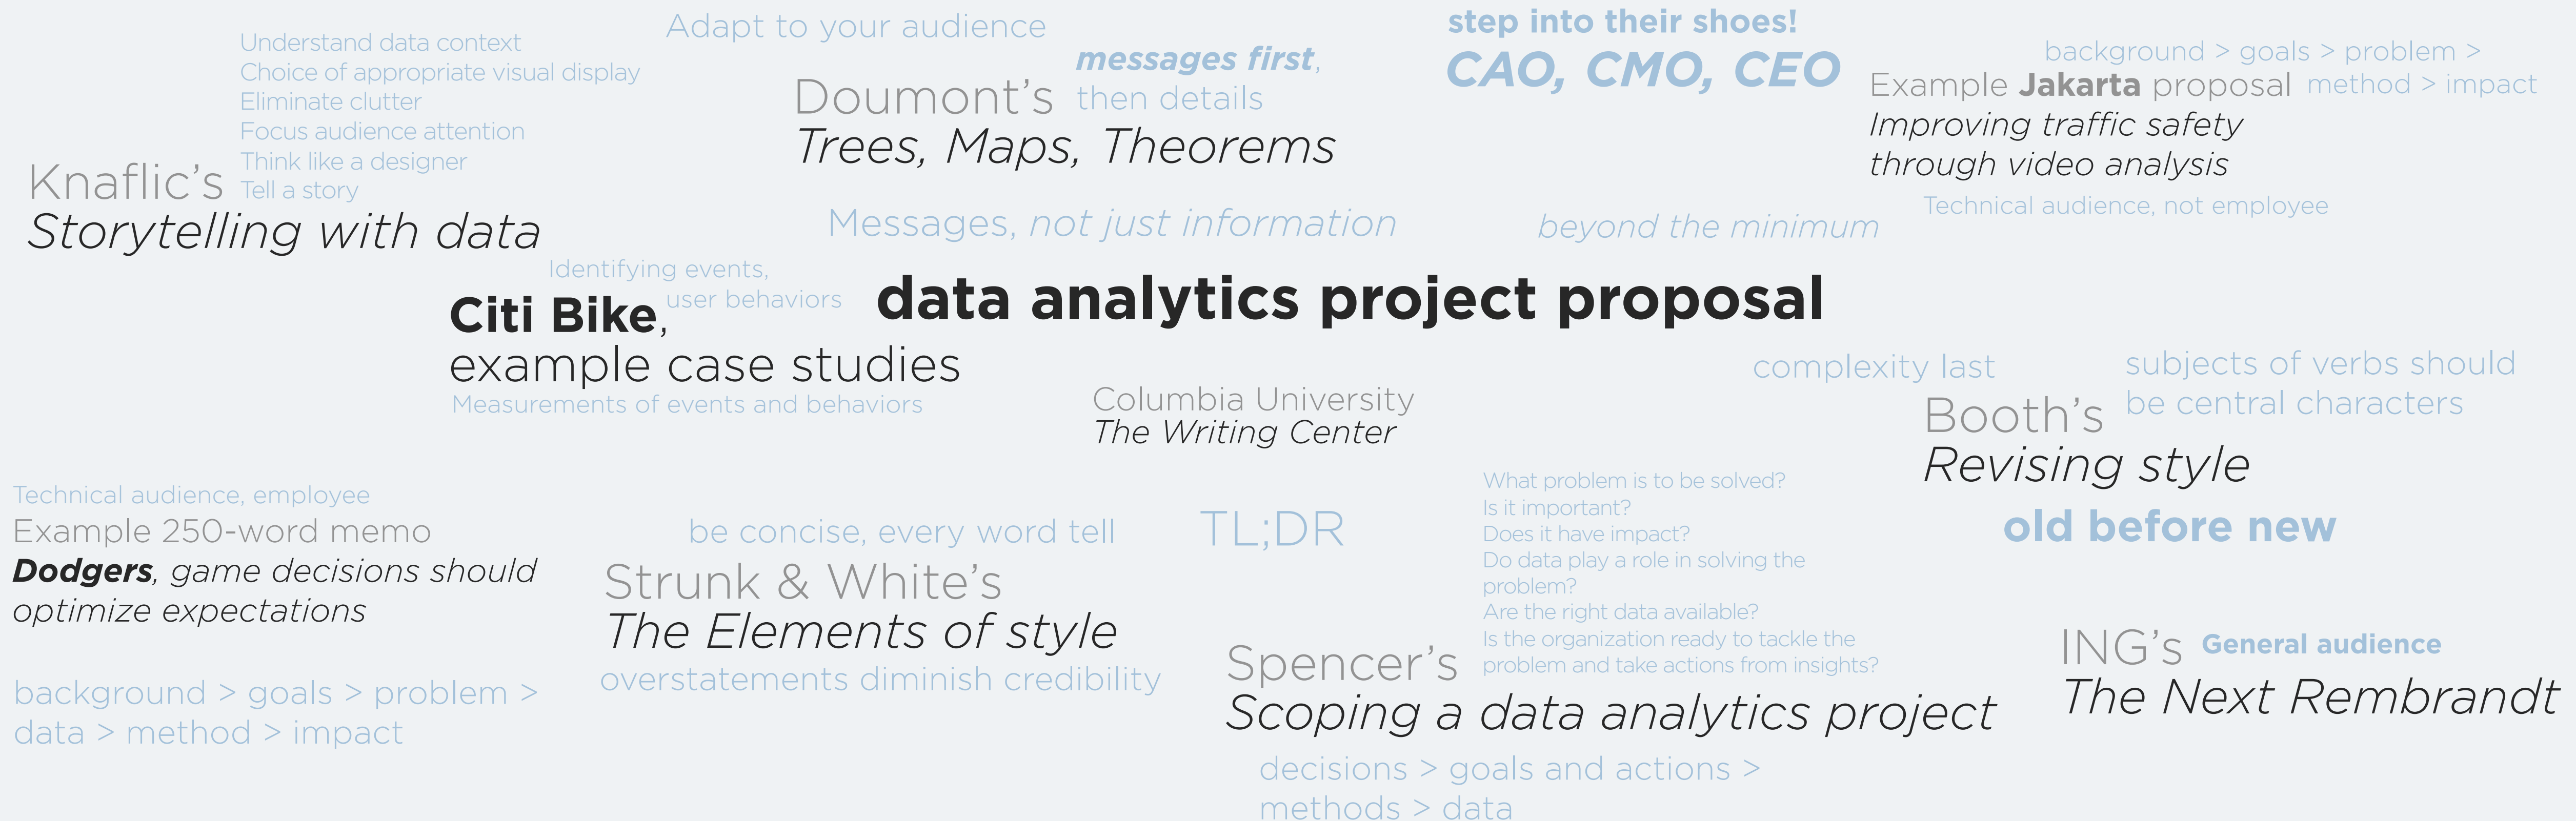 Understand data context
Choice of appropriate visual display
Eliminate clutter
Focus audience attention
Think like a designer
Tell a story
Knaflic’s
Storytelling with data
Adapt to your audience
messages first,
then details
Doumont’s
Trees, Maps, Theorems
Messages, not just information
step into their shoes!
CAO, CMO, CEO
beyond the minimum
background > goals > problem >
method > impact
Example Jakarta proposal
Improving traffic safety
through video analysis
Technical audience, not employee
Identifying events,
user behaviors
Citi Bike,
example case studies
Measurements of events and behaviors
data analytics project proposal
Columbia University
The Writing Center
complexity last
subjects of verbs should
be central characters
Booth’s
Revising style
old before new
Technical audience, employee
Example 250-word memo
Dodgers, game decisions should
optimize expectations
background > goals > problem >
data > method > impact
be concise, every word tell
Strunk & White’s
The Elements of style
overstatements diminish credibility
TL;DR
What problem is to be solved?
Is it important?
Does it have impact?
Do data play a role in solving the
problem?
Are the right data available?
Is the organization ready to tackle the
problem and take actions from insights?
Spencer’s
Scoping a data analytics project
decisions > goals and actions >
methods > data
ING’s
General audience
The Next Rembrandt